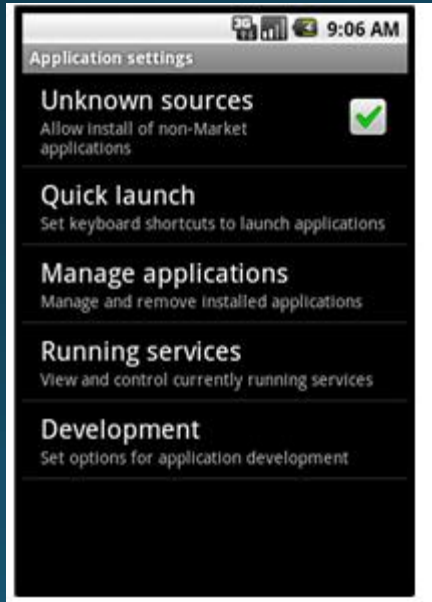 3G 9:06 AM
Application settings
Unknown sources
Allow install of non-Market
applications
Quick launch
Set keyboard shortcuts to launch applications
Manage applications
Manage and remove installed applications
Running services
View and control currently running services
Development
Set options for application development